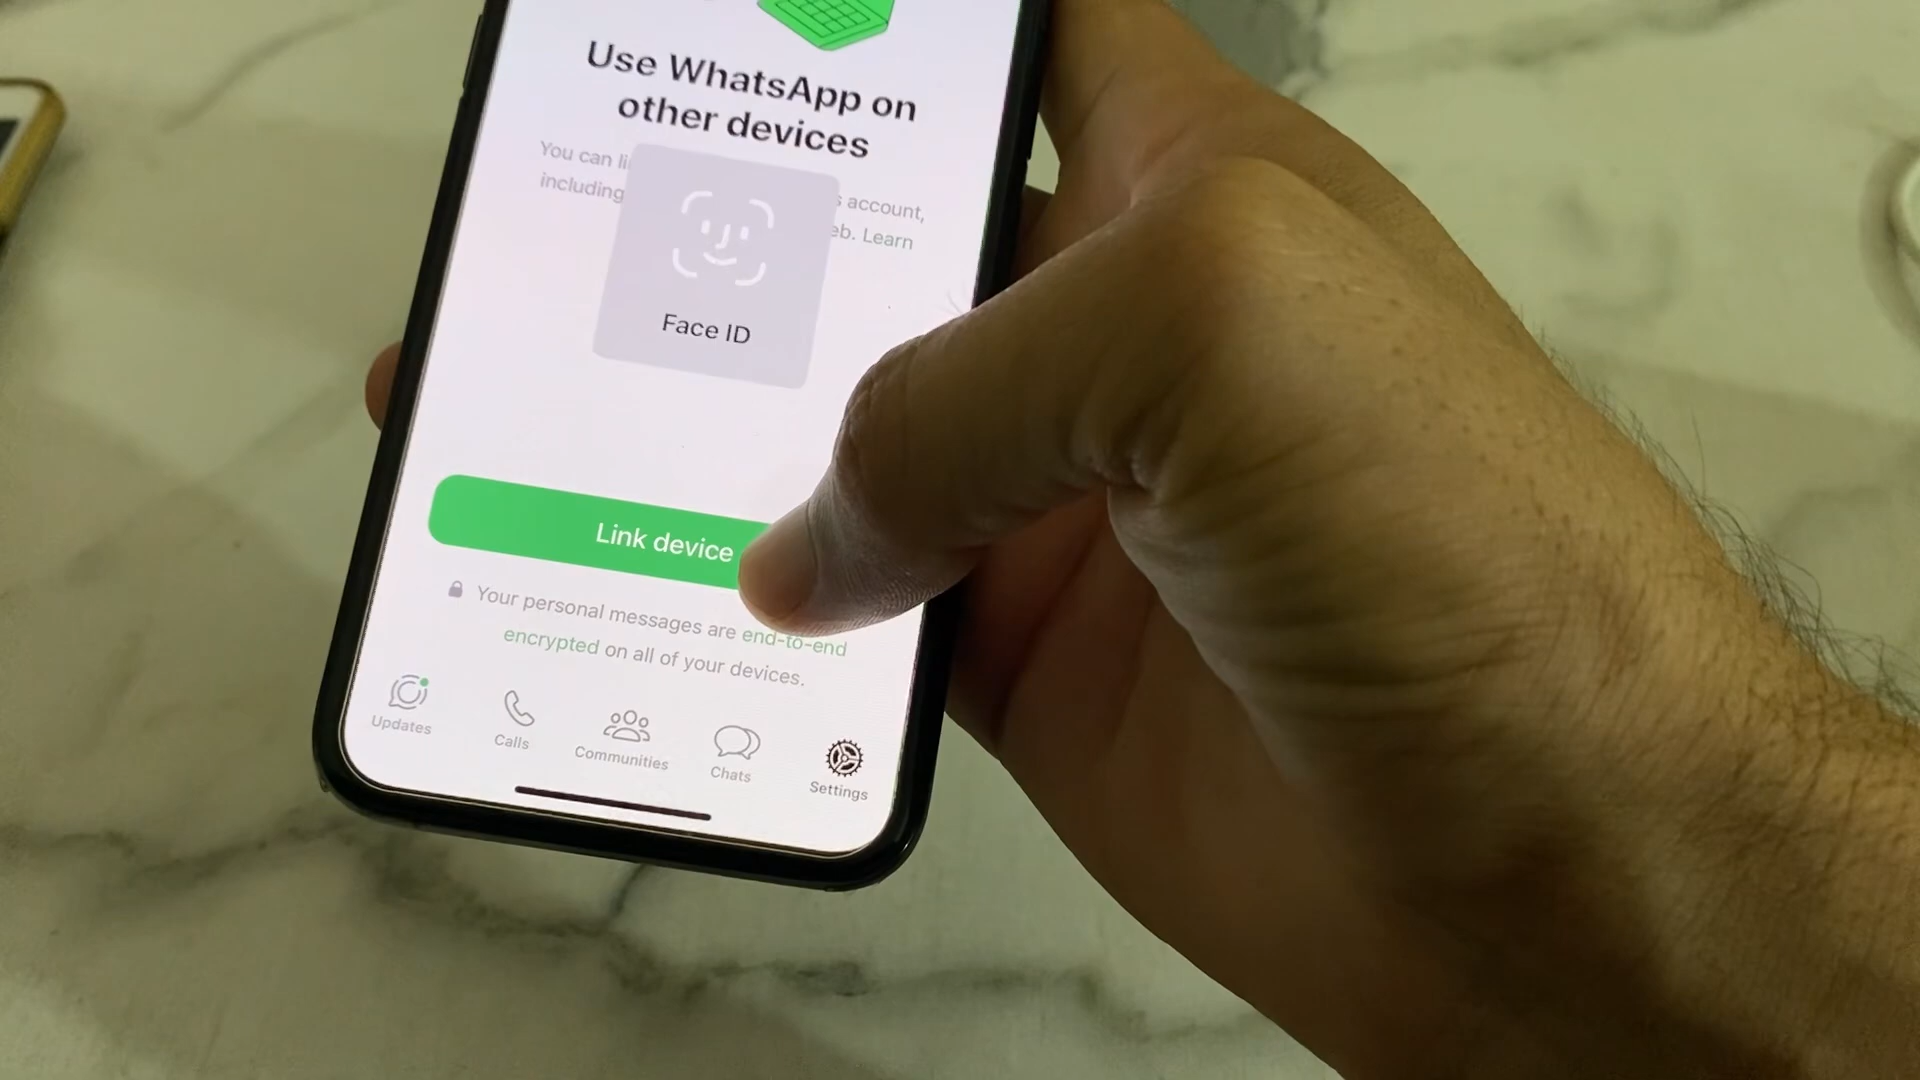 Use WhatsApp on
other devices
You can li
s account,
including
eb. Learn
Face ID
Link device
Your personal messages are end-to-end
encrypted on all of your devices.
Updates
Calls
Communities
Chats
Settings